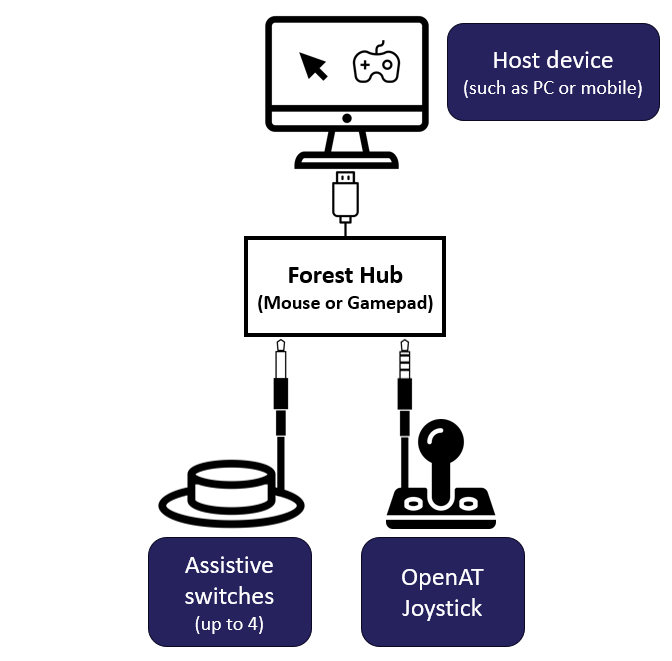 Host device
(such as PC or mobile)
Forest Hub
(Mouse or Gamepad)
Assistive
switches
(up to 4)
OpenAT
Joystick